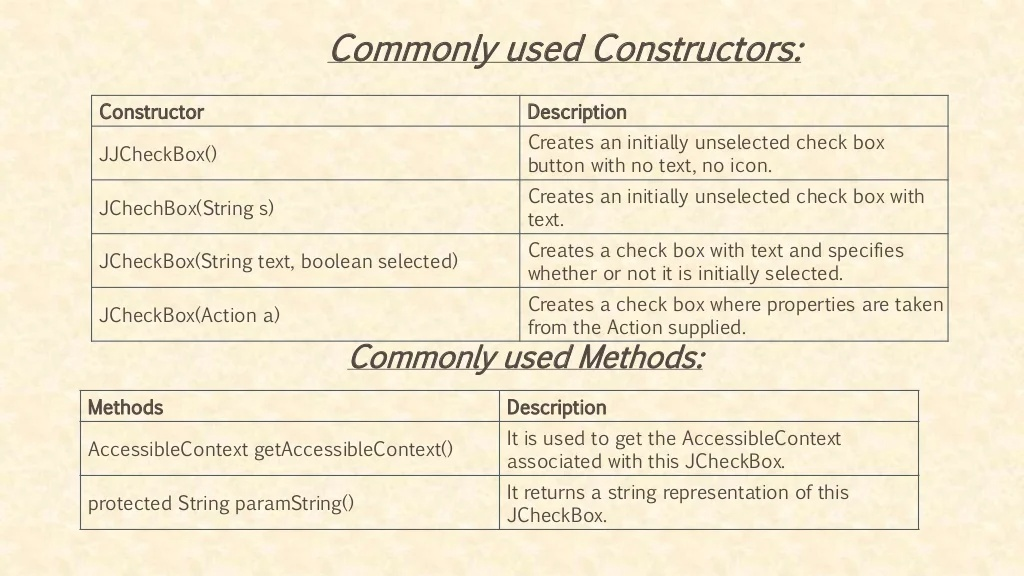 Commonly used Constructors:
Constructor Description
JJCheckBox() Creates an initially unselected check box
button with no text, no icon.
JChechBox(String s) Creates an initially unselected check box with
text.
JCheckBox(String text, boolean selected) Creates a check box with text and specifies
whether or not it is initially selected.
JCheckBox(Action a) Creates a check box where properties are taken
from the Action supplied.
Commonly used Methods:
Methods Description
AccessibleContext getAccessibleContext() It is used to get the AccessibleContext
associated with this JCheckBox.
protected String paramString() It returns a string representation of this
JCheckBox.